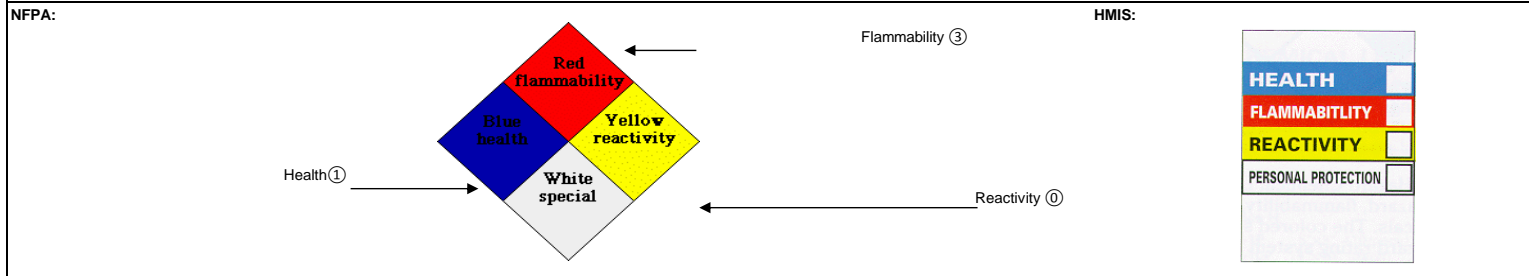 NFPA:
HMIS:
Flammability ③
Red
flammability
Blue
health
Yellow
reactivity
White
special
Health①
Reactivity ⓪
HEALTH
FLAMMABITLITY
REACTIVITY
PERSONAL PROTECTION